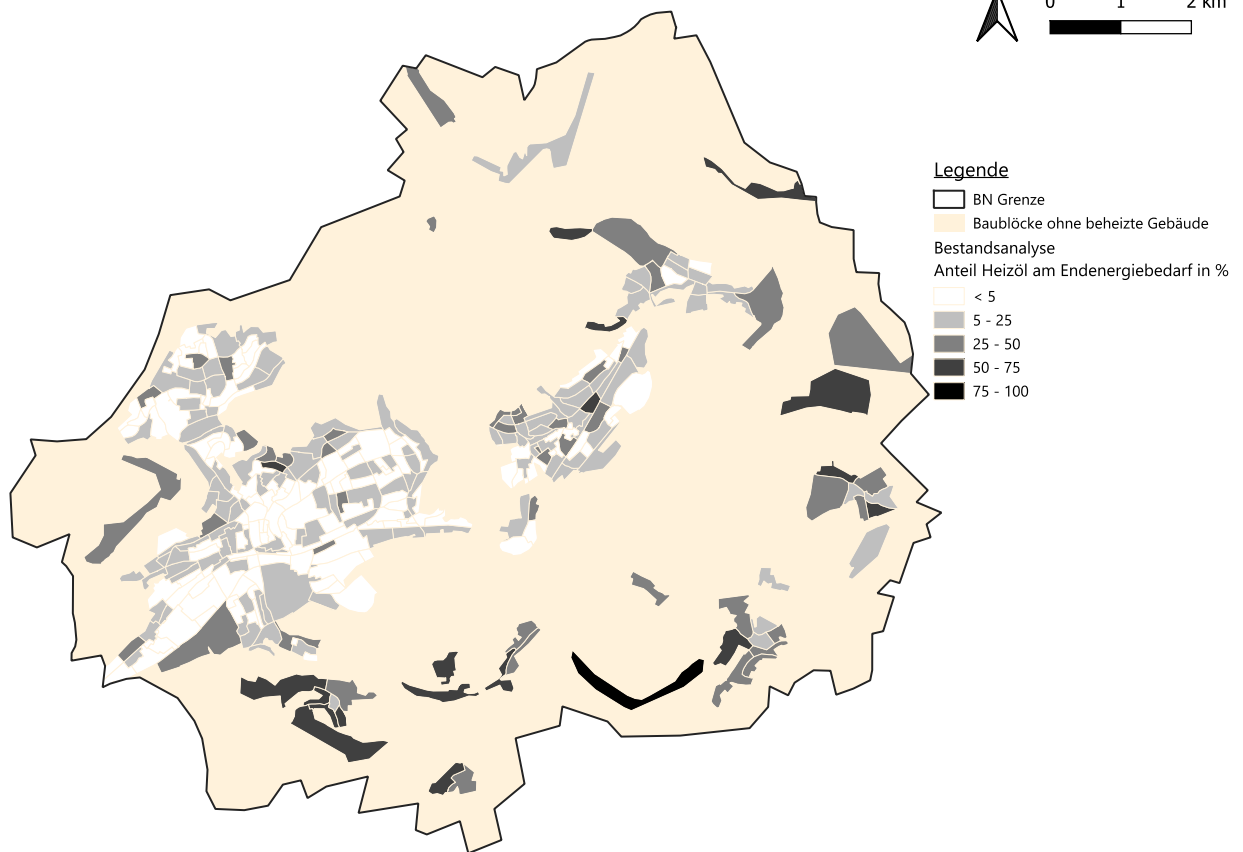 0 1 2 km
Legende
BN Grenze
Baublöcke ohne beheizte Gebäude
Bestandsanalyse
Anteil Heizöl am Endenergiebedarf in %
< 5
5 - 25
25 - 50
50 - 75
75 - 100